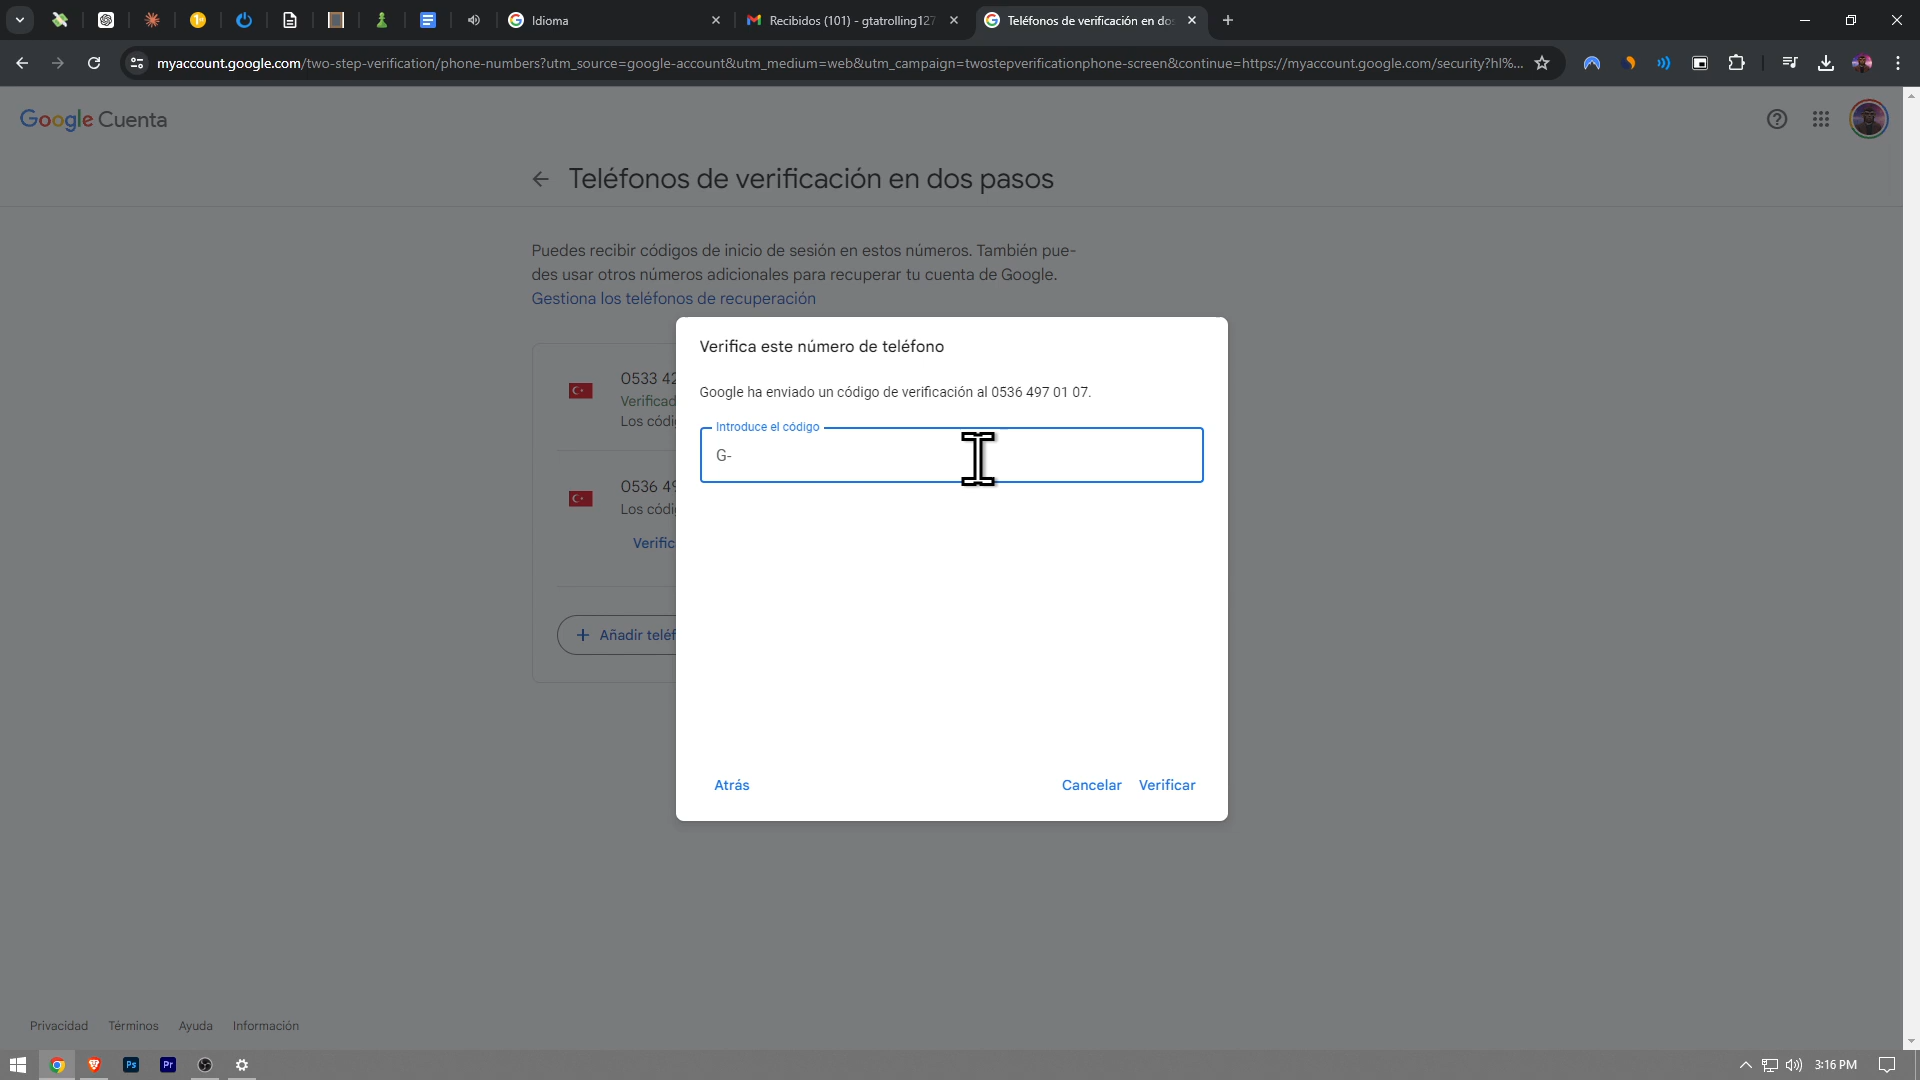 Idioma
Recibidos (101) - gtatrolling127
Teléfonos de verificación en dos
myaccount.google.com/two-step-verification/phone-numbers?utm_source=google-account&utm_medium=web&utm_campaign=twostepverificationphone-screen&continue=https://myaccount.google.com/security?hl%...
Google Cuenta
Teléfonos de verificación en dos pasos
Puedes recibir códigos de inicio de sesión en estos números. También pue-
des usar otros números adicionales para recuperar tu cuenta de Google.
Gestiona los teléfonos de recuperación
Verifica este número de teléfono
0533 42
Google ha enviado un código de verificación al 0536 497 01 07.
Verificad
Los códi
Introduce el código
G-
0536 49
Los códi
Verific
Añadir teléf
Atrás
Cancelar
Verificar
Privacidad
Términos
Ayuda
Información
Ps
Pr
3:16 PM